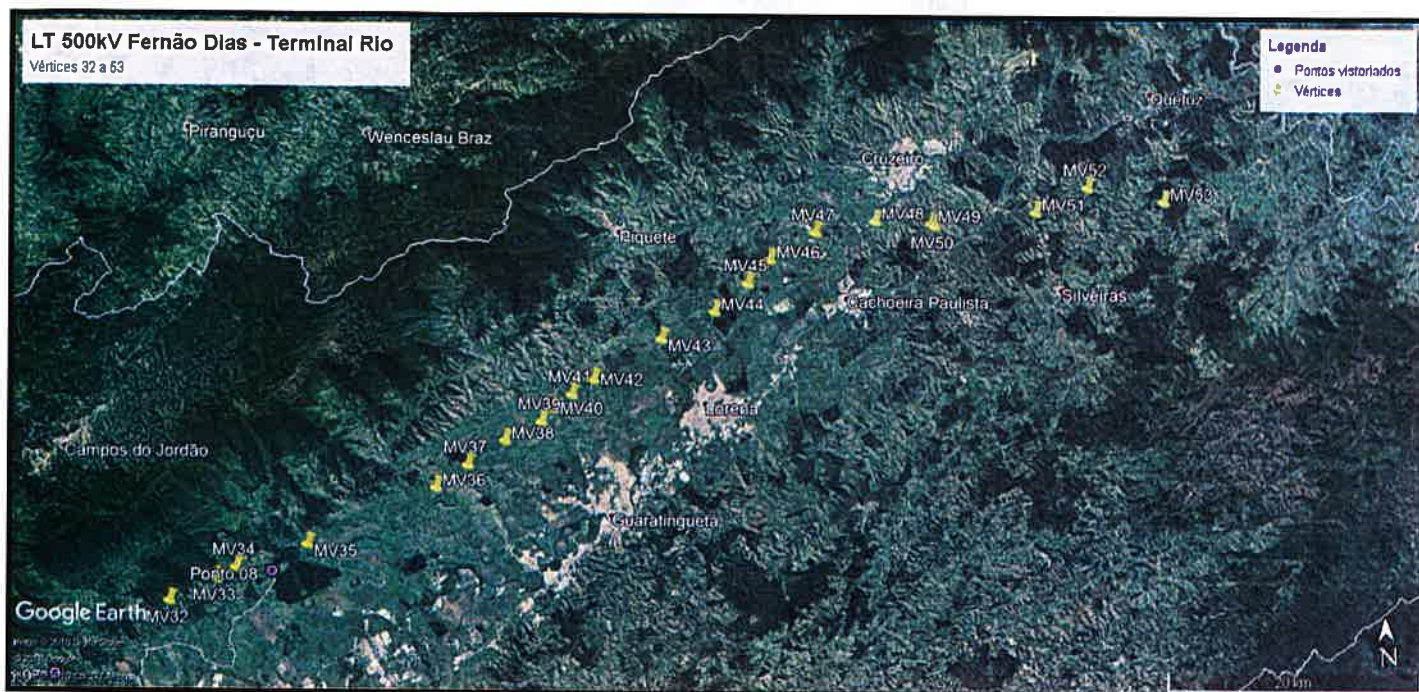 LT 500kV Fernão Dias - Terminal Rio
Vértices 32 a 53
Legenda
Pontos vistoriados
Vértices
Piranguçu
Wenceslau Braz
Queluz
Cruzeiro
MV52
MV53
MV51
MV47
MV48
MV49
MV50
Piquete
MV46
MV45
Cachoeira Paulista
Silveiras
MV44
MV43
MV41
MV42
MV39
MV40
Lorena
MV38
Campos do Jordão
MV37
MV36
Guaratinguetá
MV34
MV35
Ponto 08
MV33
Google Earth
MV32
N
20 km